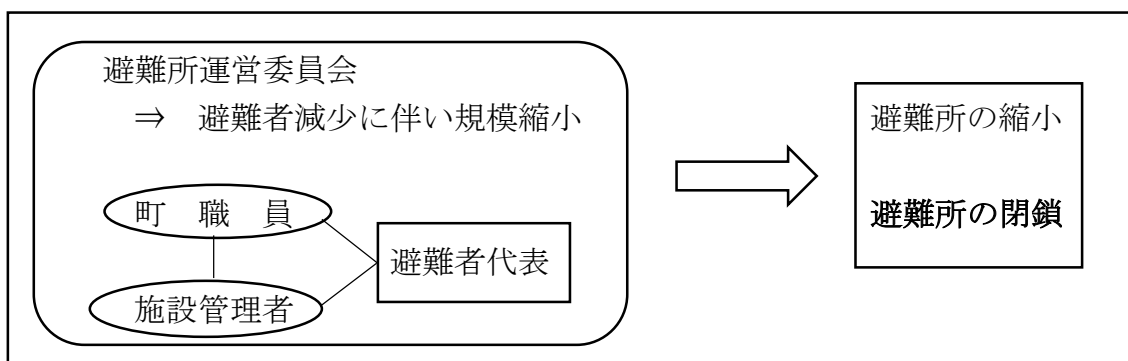 避難所運営委員会
⇒ 避難者減少に伴い規模縮小
町 職 員
施設管理者
避難者代表
避難所の縮小
避難所の閉鎖